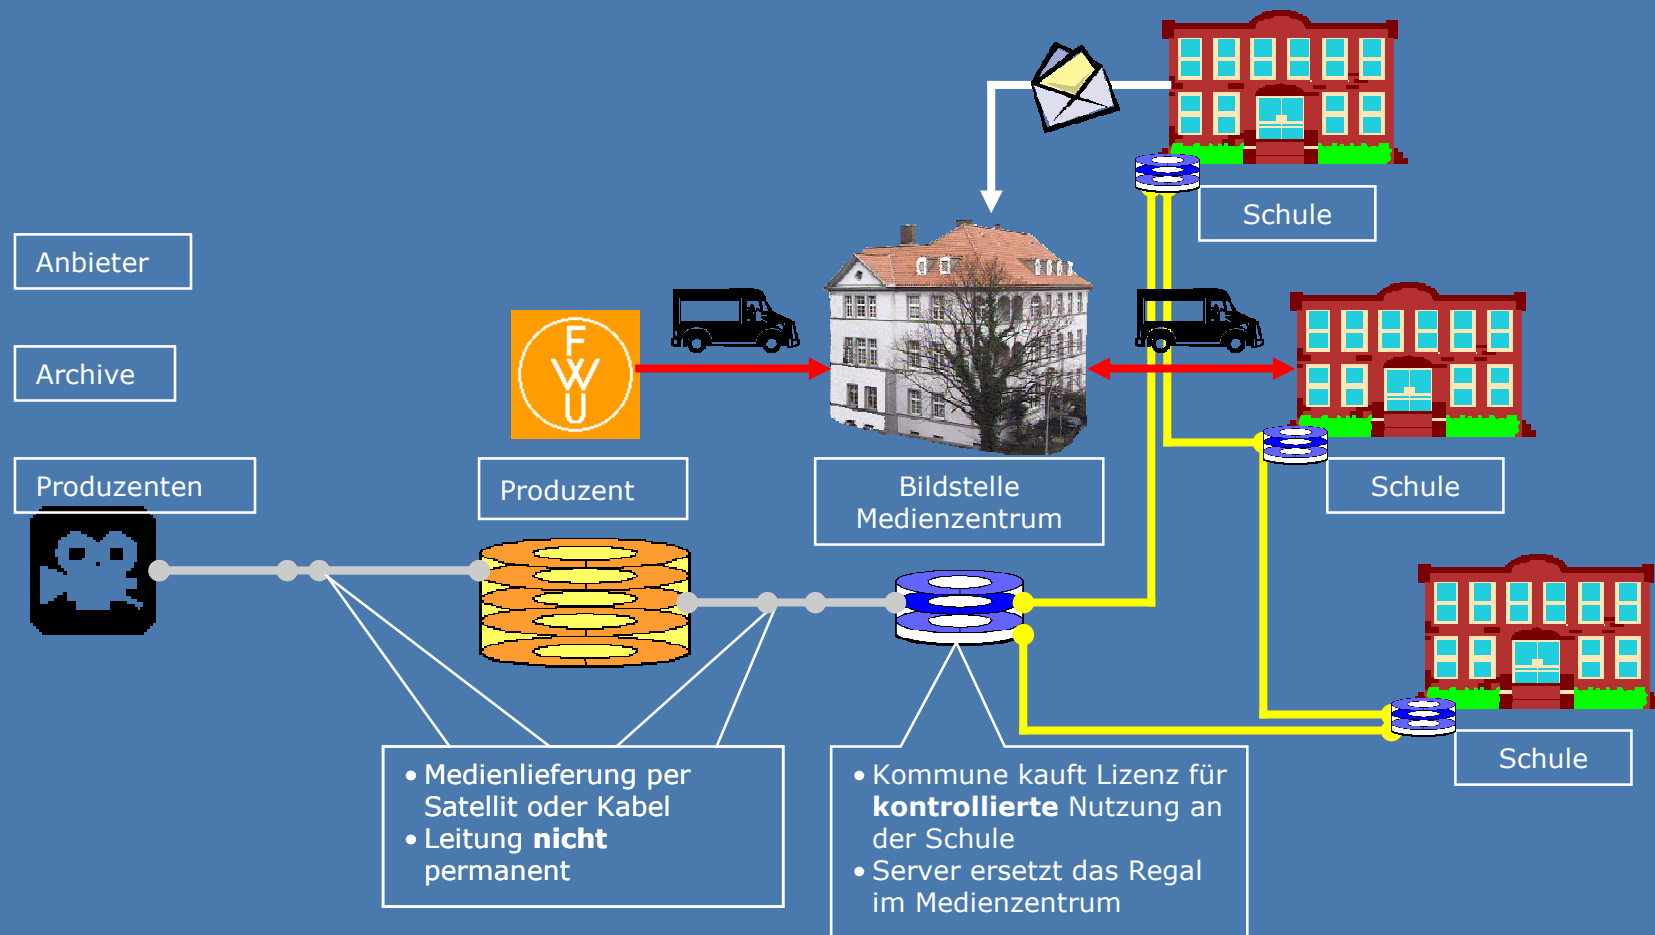 Schule
Anbieter
Archive
FWU
Produzenten
Produzent
Bildstelle
Medienzentrum
Schule
Schule
• Medienlieferung per
Satellit oder Kabel
• Leitung nicht
permanent
• Kommune kauft Lizenz für
kontrollierte Nutzung an
der Schule
• Server ersetzt das Regal
im Medienzentrum